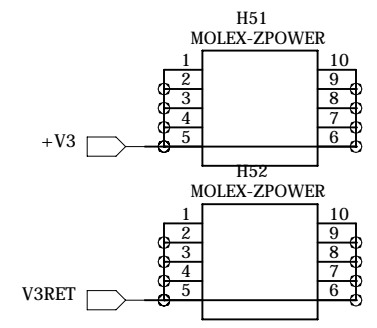 H51
MOLEX-ZPOWER
1 10
2 9
3 8
4 7
+V3 5 6
H52
MOLEX-ZPOWER
1 10
2 9
3 8
4 7
V3RET 5 6